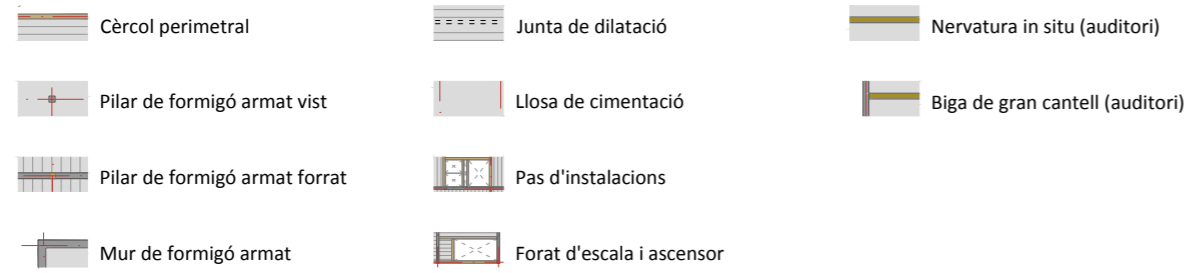 Cèrcol perimetral
Pilar de formigó armat vist
Pilar de formigó armat forrat
Mur de formigó armat
Junta de dilatació
Llosa de cimentació
Pas d'instalacions
Forat d'escala i ascensor
Nervatura in situ (auditori)
Biga de gran cantell (auditori)